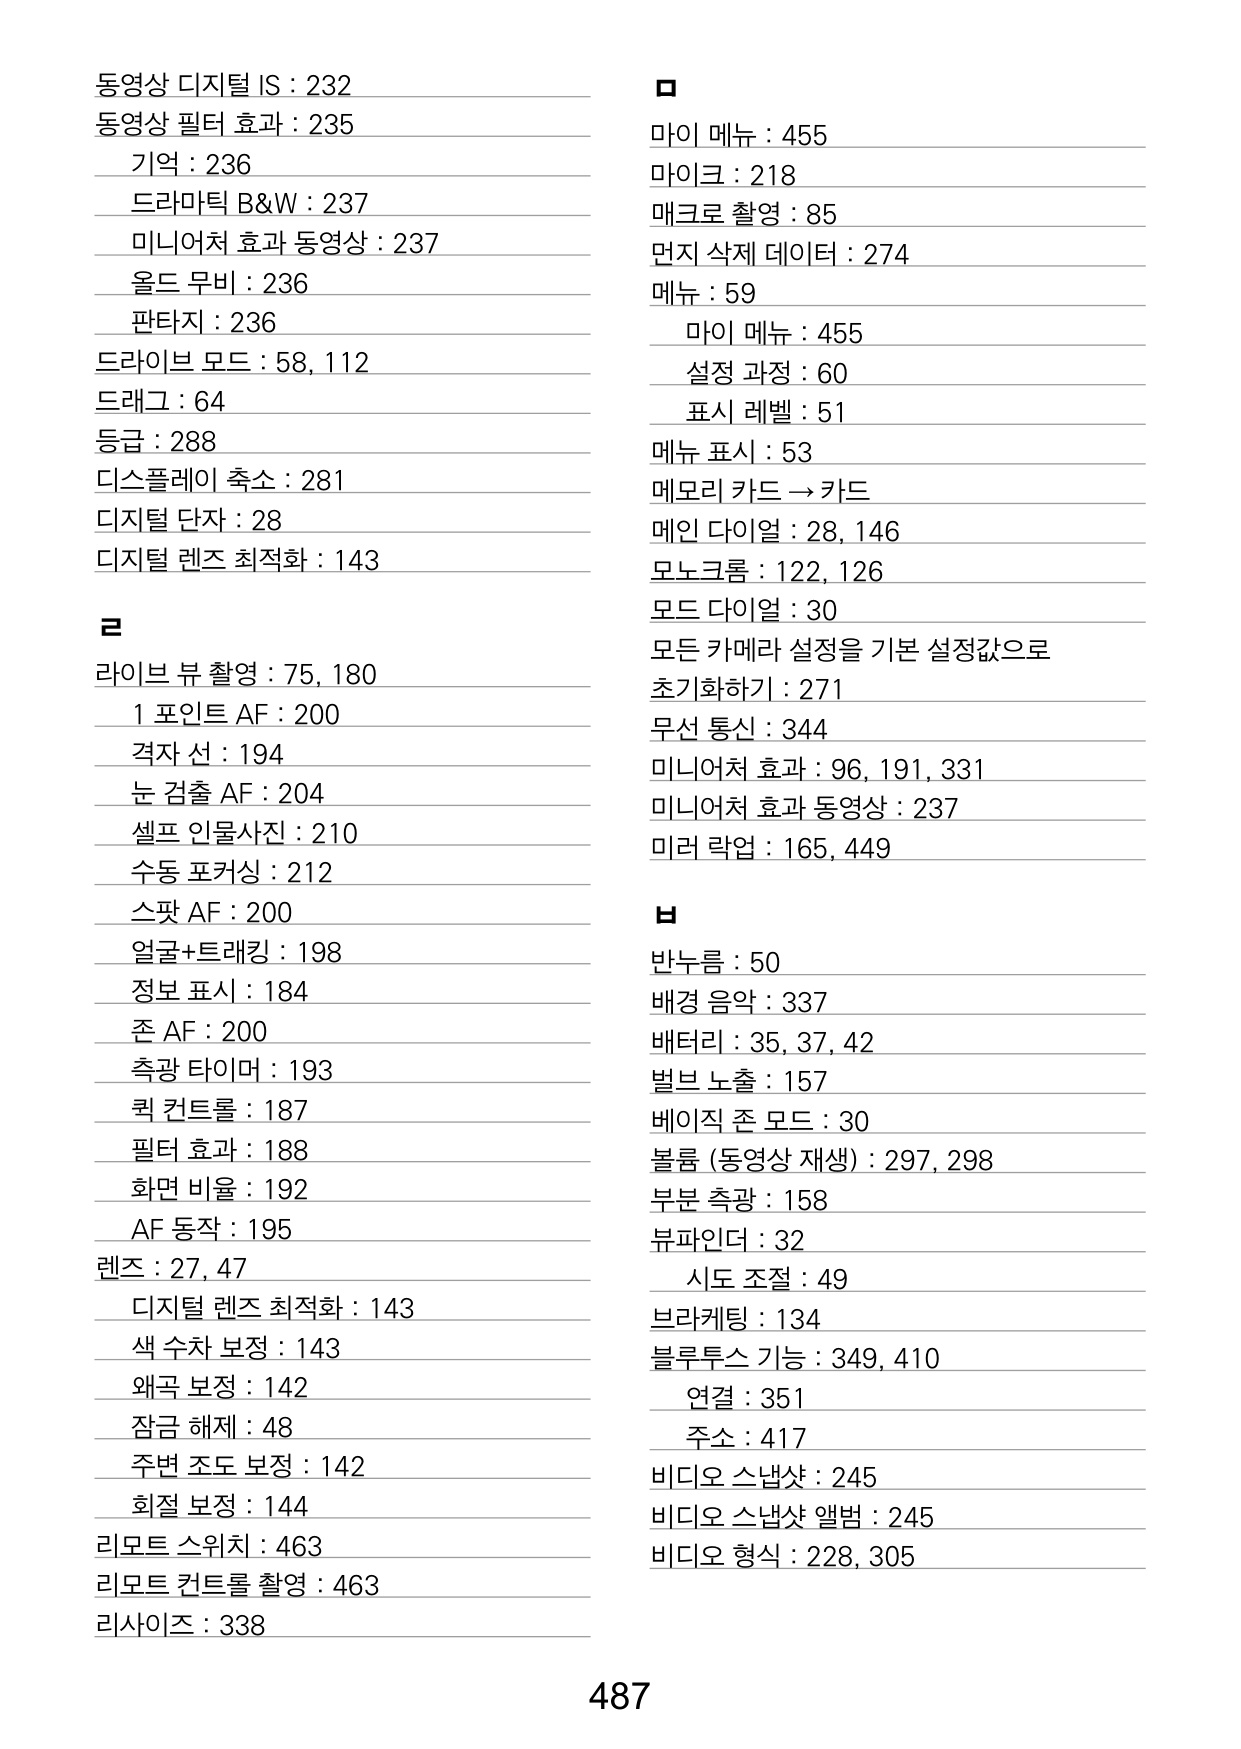 동영상 디지털 IS : 232
동영상 필터 효과 : 235
기억 : 236
드라마틱 B&W : 237
미니어처 효과 동영상 : 237
올드 무비 : 236
판타지 : 236
드라이브 모드 : 58, 112
드래그 : 64
등급 : 288
디스플레이 축소 : 281
디지털 단자 : 28
디지털 렌즈 최적화 : 143
ㄹ
라이브 뷰 촬영 : 75, 180
1 포인트 AF : 200
격자 선 : 194
눈 검출 AF : 204
셀프 인물사진 : 210
수동 포커싱 : 212
스팟 AF : 200
얼굴+트래킹 : 198
정보 표시 : 184
존 AF : 200
측광 타이머 : 193
퀵 컨트롤 : 187
필터 효과 : 188
화면 비율 : 192
AF 동작 : 195
렌즈 : 27, 47
디지털 렌즈 최적화 : 143
색 수차 보정 : 143
왜곡 보정 : 142
잠금 해제 : 48
주변 조도 보정 : 142
회절 보정 : 144
리모트 스위치 : 463
리모트 컨트롤 촬영 : 463
리사이즈 : 338
ㅁ
마이 메뉴 : 455
마이크 : 218
매크로 촬영 : 85
먼지 삭제 데이터 : 274
메뉴 : 59
마이 메뉴 : 455
설정 과정 : 60
표시 레벨 : 51
메뉴 표시 : 53
메모리 카드 → 카드
메인 다이얼 : 28, 146
모노크롬 : 122, 126
모드 다이얼 : 30
모든 카메라 설정을 기본 설정값으로
초기화하기 : 271
무선 통신 : 344
미니어처 효과 : 96, 191, 331
미니어처 효과 동영상 : 237
미러 락업 : 165, 449
ㅂ
반누름 : 50
배경 음악 : 337
배터리 : 35, 37, 42
벌브 노출 : 157
베이직 존 모드 : 30
볼륨 (동영상 재생) : 297, 298
부분 측광 : 158
뷰파인더 : 32
시도 조절 : 49
브라케팅 : 134
블루투스 기능 : 349, 410
연결 : 351
주소 : 417
비디오 스냅샷 : 245
비디오 스냅샷 앨범 : 245
비디오 형식 : 228, 305
487